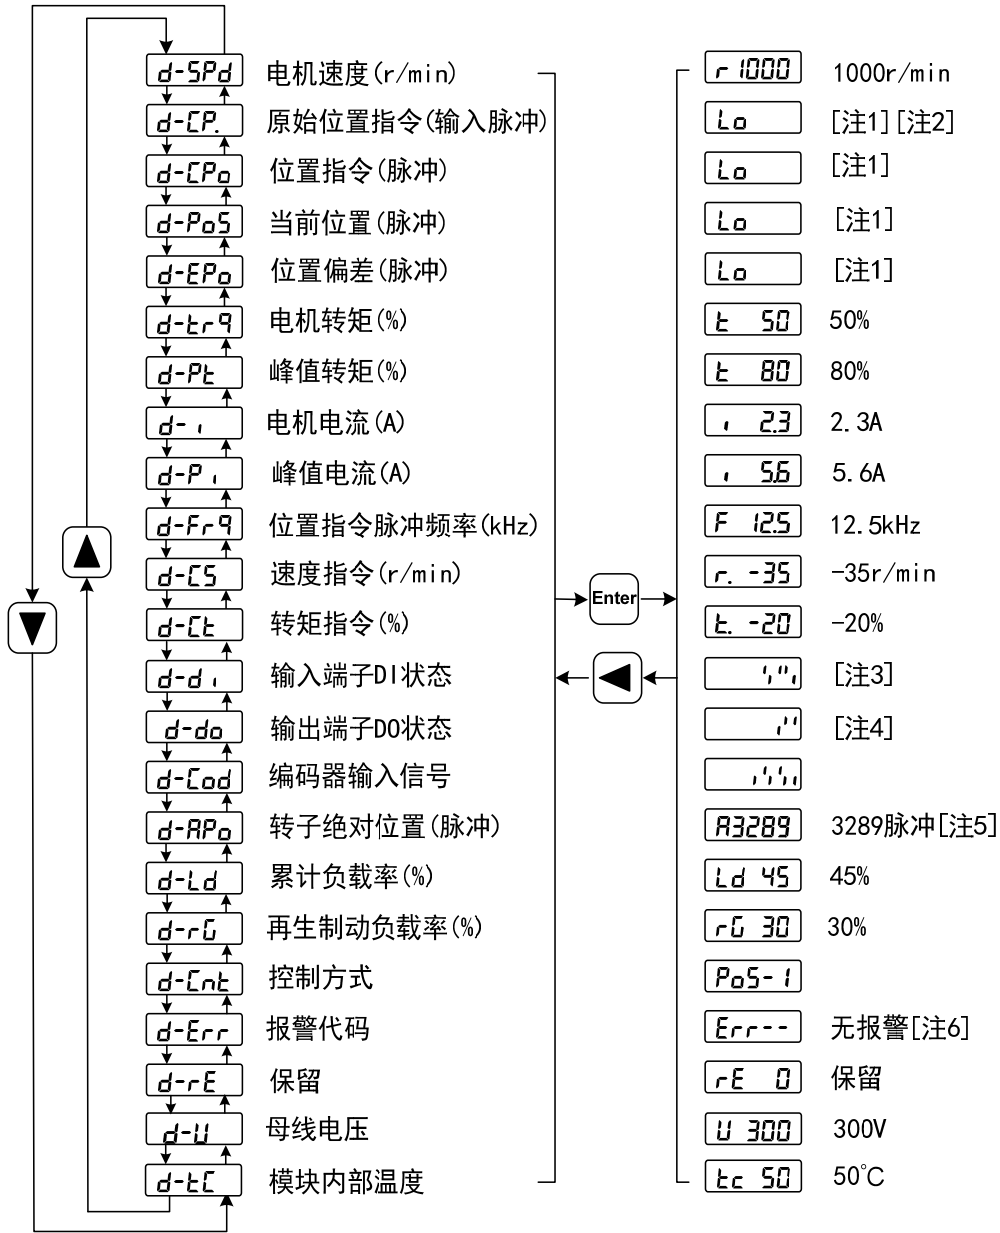 d-SPd 电机速度(r/min) r 1000 1000r/min
d-CP. 原始位置指令(输入脉冲) Lo [注1][注2]
d-CPo 位置指令(脉冲) Lo [注1]
d-PoS 当前位置(脉冲) Lo [注1]
d-EPo 位置偏差(脉冲) Lo [注1]
d-trq 电机转矩(%) t 50 50%
d-Pt 峰值转矩(%) t 80 80%
d-i 电机电流(A) i 2.3 2.3A
d-Pi 峰值电流(A) i 5.6 5.6A
d-Frq 位置指令脉冲频率(kHz) F 12.5 12.5kHz
d-CS 速度指令(r/min) r. -35 -35r/min
Enter
d-Ct 转矩指令(%) t. -20 -20%
d-di 输入端子DI状态 [注3]
d-do 输出端子DO状态 [注4]
d-Cod 编码器输入信号
d-APo 转子绝对位置(脉冲) A3289 3289脉冲[注5]
d-Ld 累计负载率(%) Ld 45 45%
d-rG 再生制动负载率(%) rG 30 30%
d-Cnt 控制方式 PoS-1
d-Err 报警代码 Err-- 无报警[注6]
d-rE 保留 rE 0 保留
d-U 母线电压 U 300 300V
d-tC 模块内部温度 tc 50 50℃